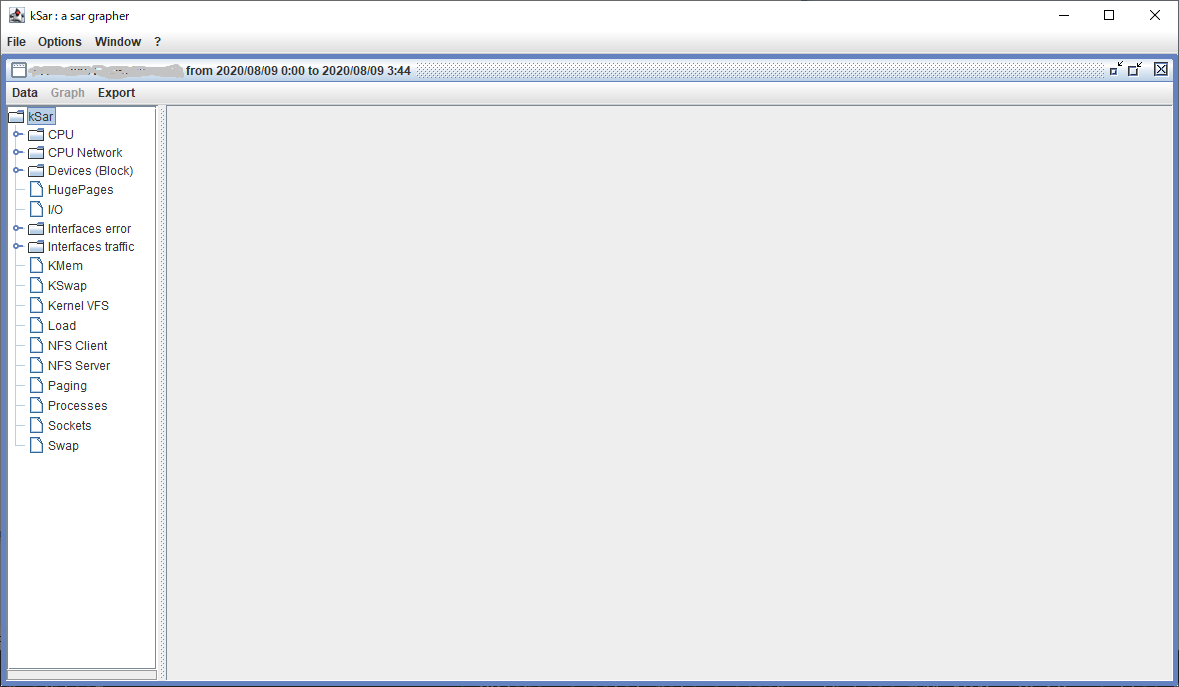 kSar : a sar grapher
File Options Window ?
from 2020/08/09 0:00 to 2020/08/09 3:44
Data Graph Export
kSar
CPU
CPU Network
Devices (Block)
HugePages
I/O
Interfaces error
Interfaces traffic
KMem
KSwap
Kernel VFS
Load
NFS Client
NFS Server
Paging
Processes
Sockets
Swap